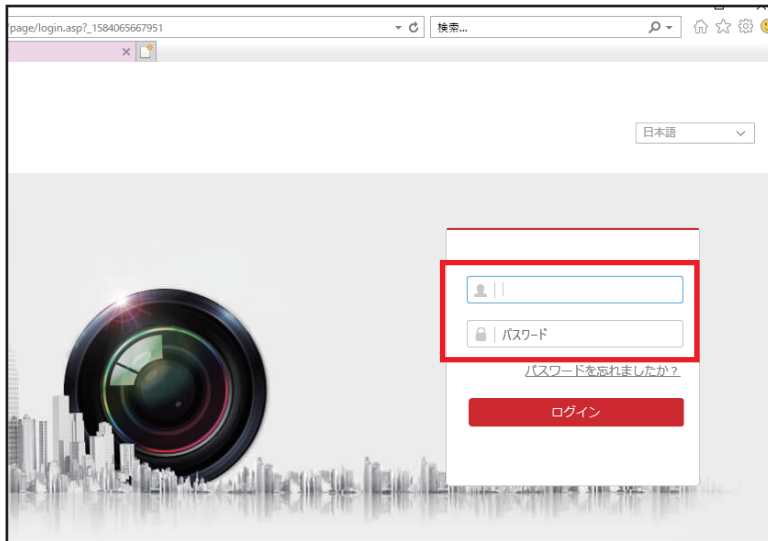 page/login.asp?_1584065667951
検索...
日本語
パスワード
パスワードを忘れましたか？
ログイン